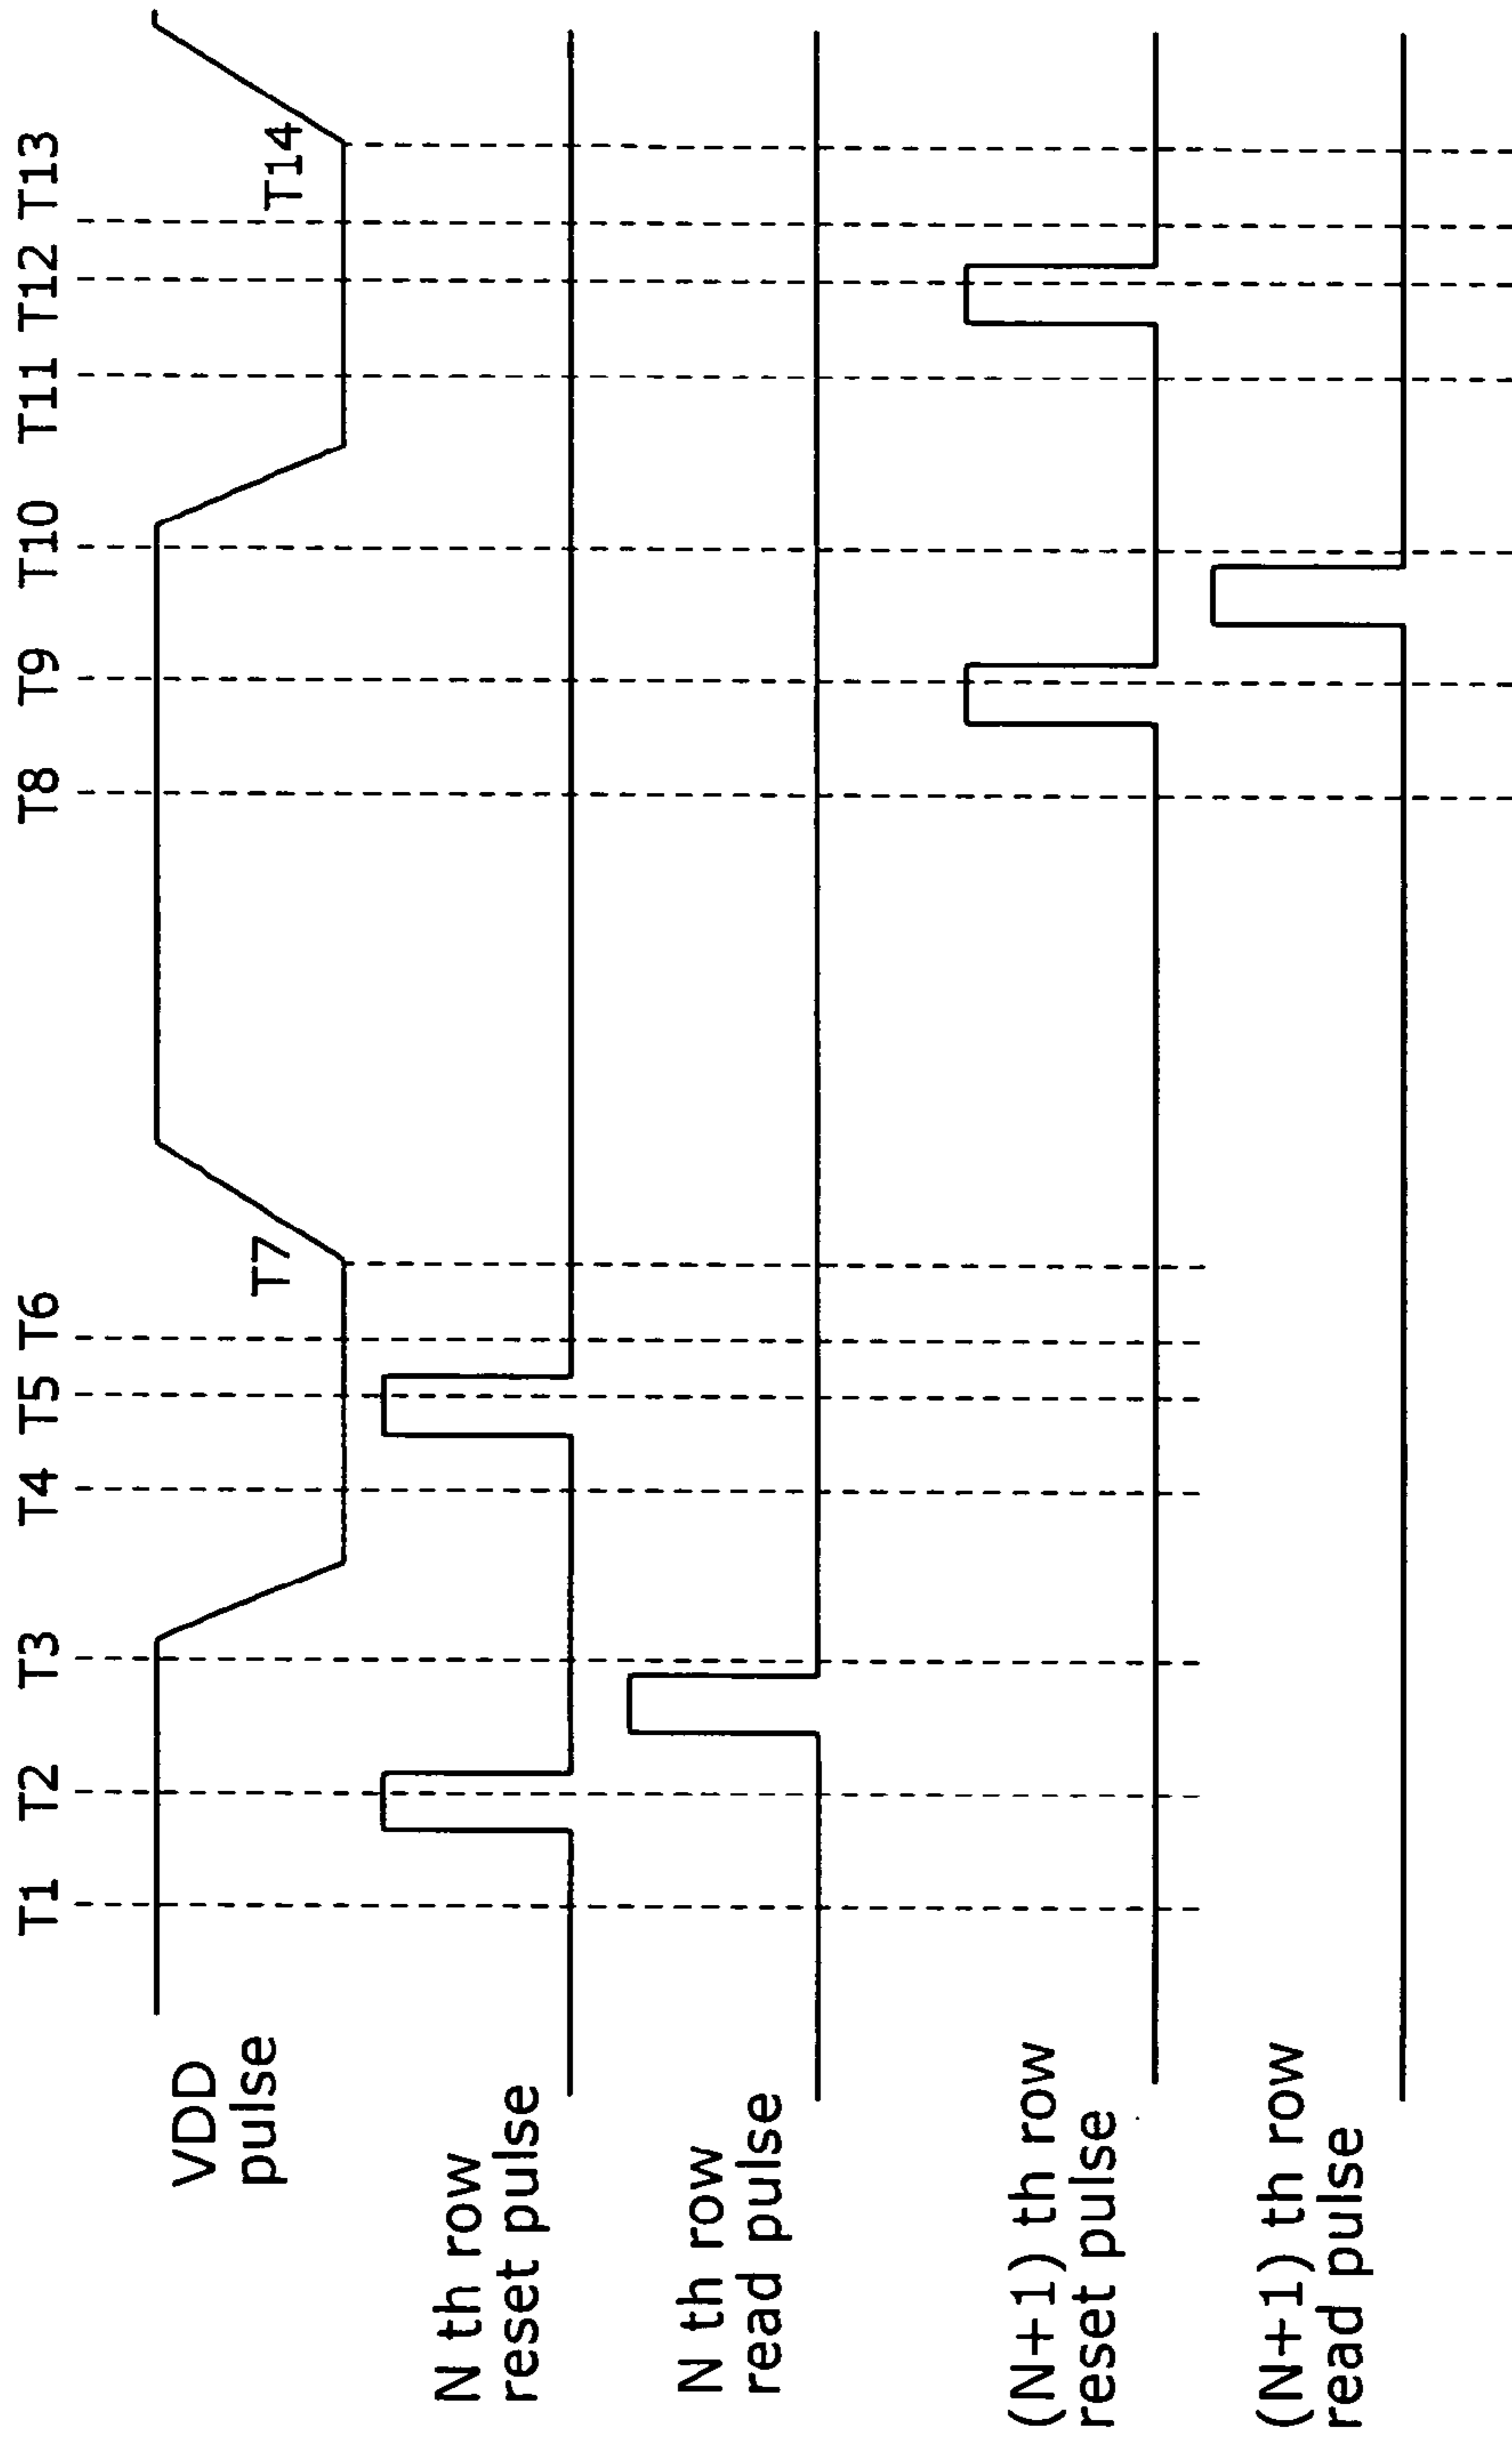 T1 T2 T3 T4 T5 T6 T8 T9 T10 T11 T12 T13
T7
T14
VDD
pulse
N th row
reset pulse
N th row
read pulse
(N+1) th row
reset pulse
(N+1) th row
read pulse